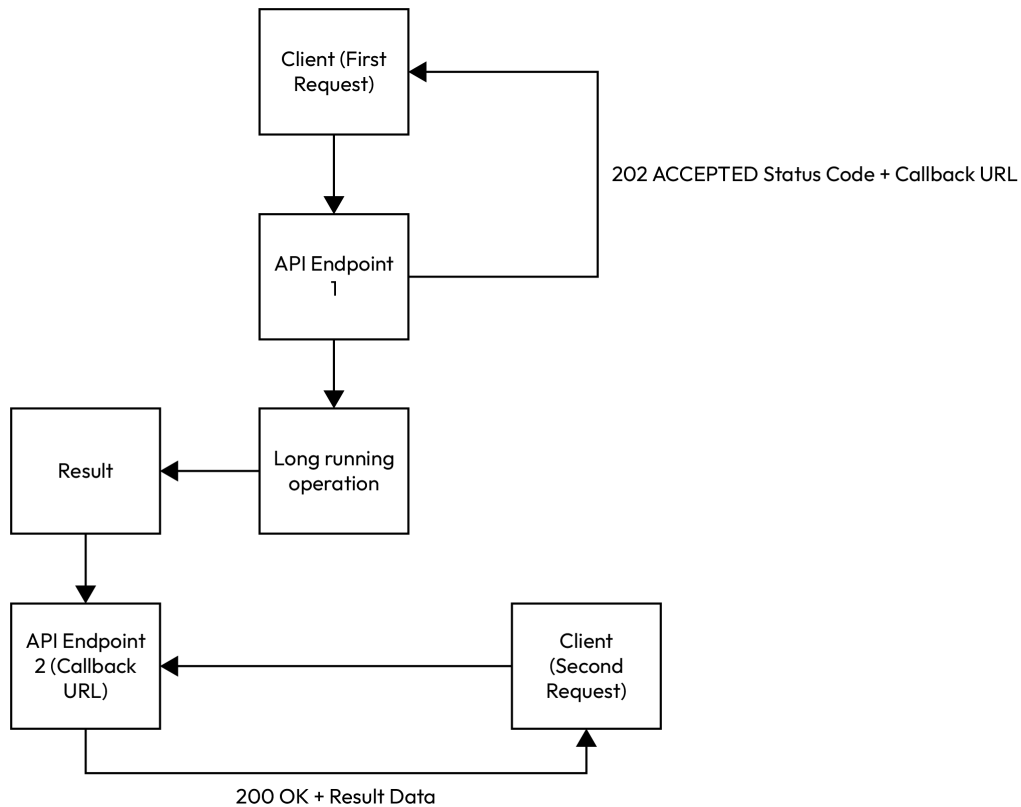 Client (First
Request)
202 ACCEPTED Status Code + Callback URL
API Endpoint
1
Result
Long running
operation
API Endpoint
2 (Callback
URL)
Client
(Second
Request)
200 OK + Result Data